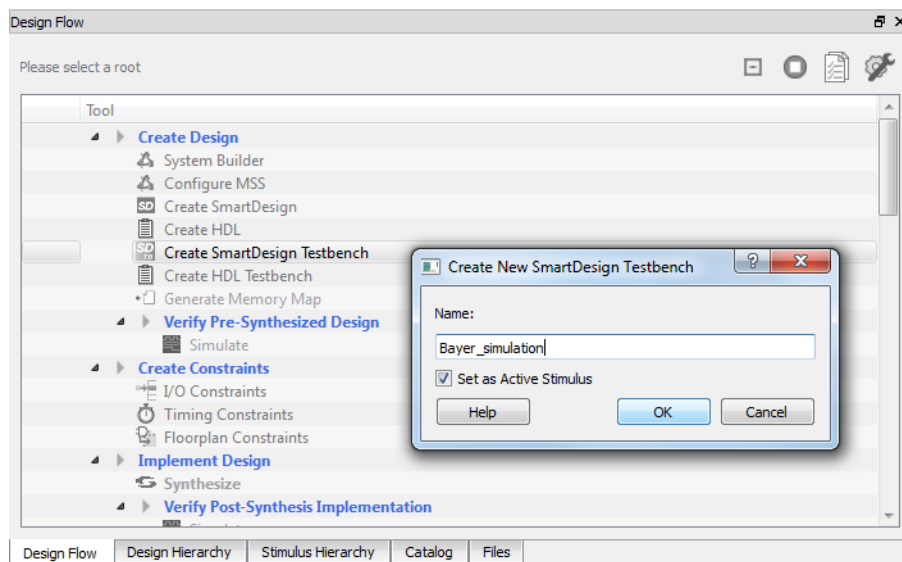 Design Flow
Please select a root
Tool
Create Design
System Builder
Configure MSS
SD Create SmartDesign
Create HDL
SD TB Create SmartDesign Testbench
Create HDL Testbench
Generate Memory Map
Verify Pre-Synthesized Design
Simulate
Create Constraints
I/O Constraints
Timing Constraints
Floorplan Constraints
Implement Design
Synthesize
Verify Post-Synthesis Implementation
Create New SmartDesign Testbench
Name:
Bayer_simulation
Set as Active Stimulus
Help OK Cancel
Design Flow Design Hierarchy Stimulus Hierarchy Catalog Files